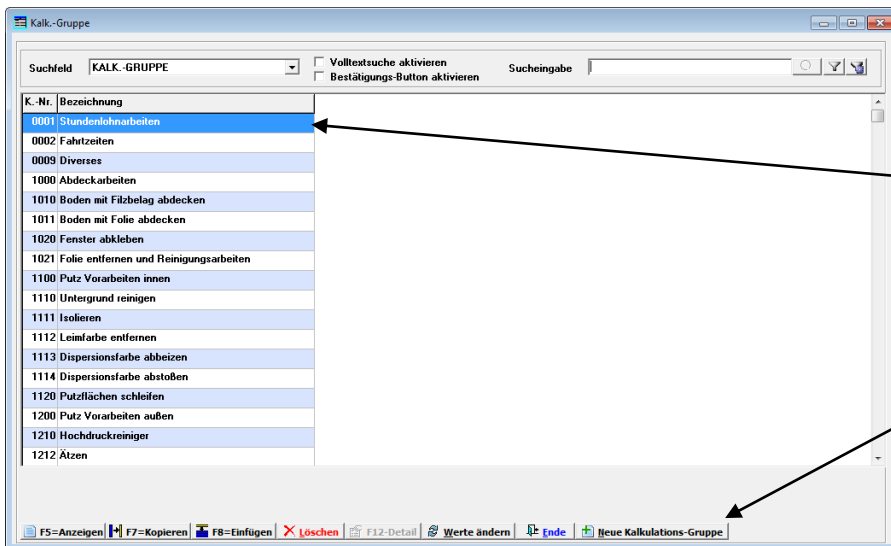 Kalk.-Gruppe
Suchfeld KALK.-GRUPPE Volltextsuche aktivieren Sucheingabe
Bestätigungs-Button aktivieren
K.-Nr. Bezeichnung
0001 Stundenlohnarbeiten
0002 Fahrtzeiten
0009 Diverses
1000 Abdeckarbeiten
1010 Boden mit Filzbelag abdecken
1011 Boden mit Folie abdecken
1020 Fenster abkleben
1021 Folie entfernen und Reinigungsarbeiten
1100 Putz Vorarbeiten innen
1110 Untergrund reinigen
1111 Isolieren
1112 Leimfarbe entfernen
1113 Dispersionsfarbe abbeizen
1114 Dispersionsfarbe abstoßen
1120 Putzflächen schleifen
1200 Putz Vorarbeiten außen
1210 Hochdruckreiniger
1212 Ätzen
F5=Anzeigen F7=Kopieren F8=Einfügen Löschen F12-Detail Werte ändern Ende Neue Kalkulations-Gruppe